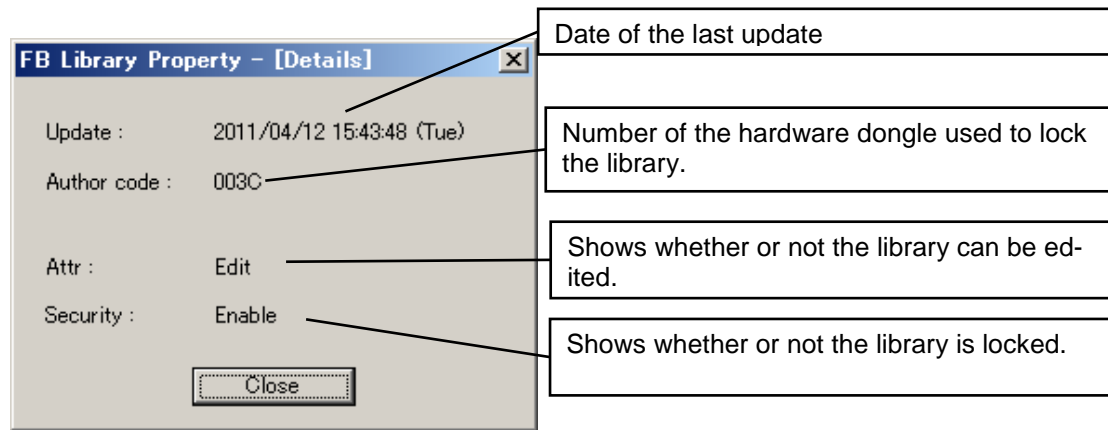 Date of the last update
FB Library Property - [Details]
Update : 2011/04/12 15:43:48 (Tue)
Number of the hardware dongle used to lock
the library.
Author code : 003C
Shows whether or not the library can be ed-
ited.
Attr : Edit
Security : Enable
Shows whether or not the library is locked.
Close